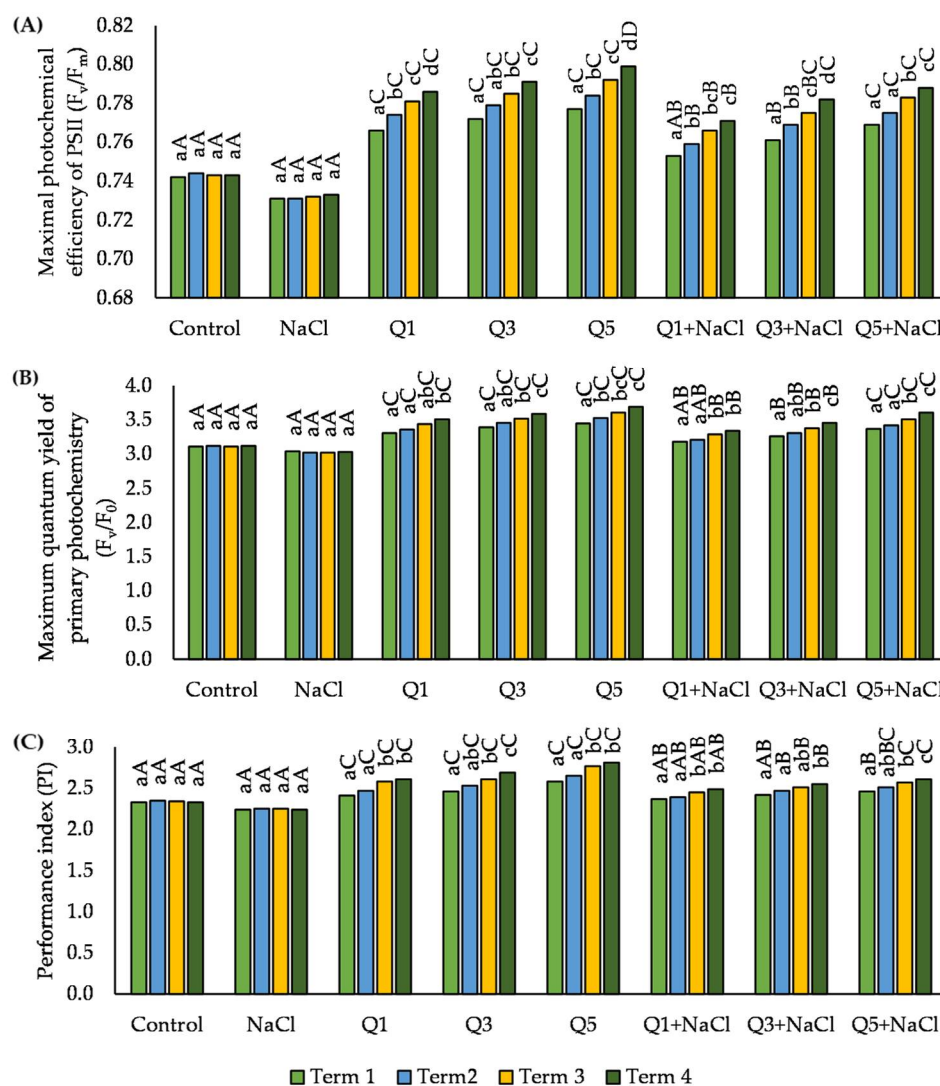 (A)
Maximal photochemical
efficiency of PSII (Fv/Fm)
0.82
0.80
0.78
0.76
0.74
0.72
0.70
0.68
aA aA aA aA
aA aA aA aA
aC bC cC dC
aC abC bC cC
aC bC cC dD
aAB bB bcB cB
aB bB cBC dC
aC aC bC cC
Control NaCl Q1 Q3 Q5 Q1+NaCl Q3+NaCl Q5+NaCl
(B)
Maximum quantum yield of
primary photochemistry
(Fv/F0)
4.0
3.5
3.0
2.5
2.0
1.5
1.0
0.5
0.0
aA aA aA aA
aA aA aA aA
aC aC abC bC
aC abC bC cC
aC bC bcC cC
aAB aAB bB bB
aB abB bB cB
aC aC bC cC
Control NaCl Q1 Q3 Q5 Q1+NaCl Q3+NaCl Q5+NaCl
(C)
Performance index (PI)
3.0
2.5
2.0
1.5
1.0
0.5
0.0
aA aA aA aA
aA aA aA aA
aC aC bC bC
aC abC bC cC
aC aC bC bC
aAB aAB bAB bAB
aAB aB abB bB
aB abBC bC cC
Control NaCl Q1 Q3 Q5 Q1+NaCl Q3+NaCl Q5+NaCl
Term 1 Term2 Term 3 Term 4